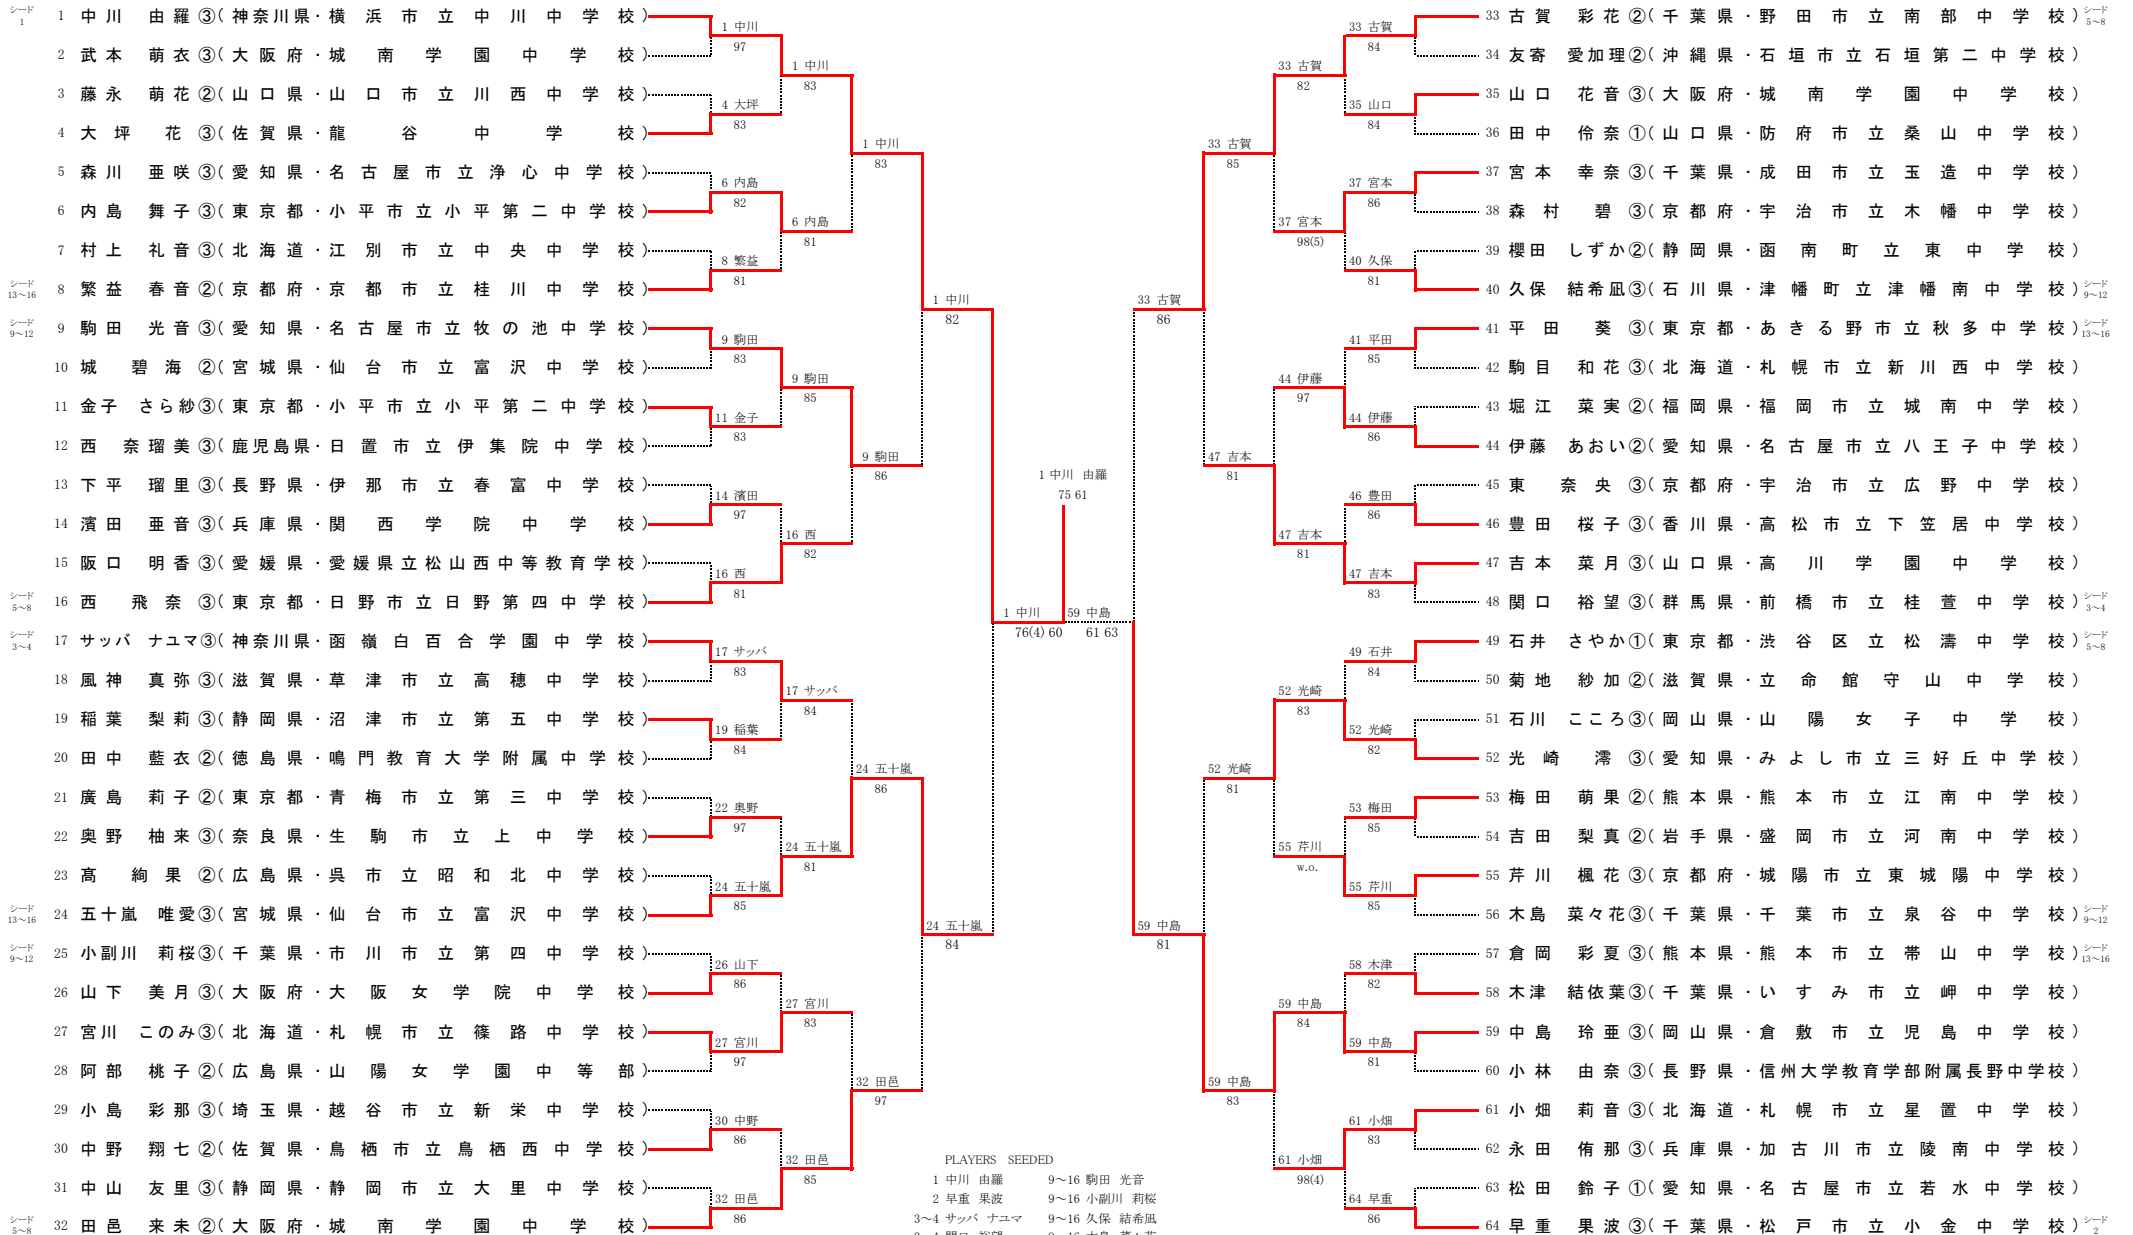 シード 1 1 中川 由羅③(神奈川県・横浜市立中川中学校)
2 武本 萌衣③(大阪府・城南学園中学校)
3 藤永 萌花②(山口県・山口市立川西中学校)
4 大坪 花③(佐賀県・龍谷中学校)
5 森川 亜咲③(愛知県・名古屋市立浄心中学校)
6 内島 舞子③(東京都・小平市立小平第二中学校)
7 村上 礼音③(北海道・江別市立中央中学校)
シード 13～16 8 繁益 春音②(京都府・京都市立桂川中学校)
シード 9～12 9 駒田 光音③(愛知県・名古屋市立牧の池中学校)
10 城 碧海②(宮城県・仙台市立富沢中学校)
11 金子 さら紗③(東京都・小平市立小平第二中学校)
12 西 奈瑠美③(鹿児島県・日置市立伊集院中学校)
13 下平 瑠里③(長野県・伊那市立春富中学校)
14 濱田 亜音③(兵庫県・関西学院中学校)
15 阪口 明香③(愛媛県・愛媛県立松山西中等教育学校)
シード 5～8 16 西 飛奈③(東京都・日野市立日野第四中学校)
シード 3～4 17 サッバ ナユマ③(神奈川県・函嶺白百合学園中学校)
18 風神 真弥③(滋賀県・草津市立高穂中学校)
19 稲葉 梨莉③(静岡県・沼津市立第五中学校)
20 田中 藍衣②(徳島県・鳴門教育大学附属中学校)
21 廣島 莉子②(東京都・青梅市立第三中学校)
22 奥野 柚来③(奈良県・生駒市立上中学校)
23 髙 絢果②(広島県・呉市立昭和北中学校)
シード 13～16 24 五十嵐 唯愛③(宮城県・仙台市立富沢中学校)
シード 9～12 25 小副川 莉桜③(千葉県・市川市立第四中学校)
26 山下 美月③(大阪府・大阪女学院中学校)
27 宮川 このみ③(北海道・札幌市立篠路中学校)
28 阿部 桃子②(広島県・山陽女学園中等部)
29 小島 彩那③(埼玉県・越谷市立新栄中学校)
30 中野 翔七②(佐賀県・鳥栖市立鳥栖西中学校)
31 中山 友里③(静岡県・静岡市立大里中学校)
シード 5～8 32 田邑 来未②(大阪府・城南学園中学校)
1 中川
97
4 大坪
83
6 内島
82
8 繁益
81
9 駒田
83
11 金子
83
14 濱田
97
16 西
81
17 サッバ
83
19 稲葉
84
22 奥野
97
24 五十嵐
85
26 山下
86
27 宮川
97
30 中野
86
32 田邑
86
1 中川
83
6 内島
81
9 駒田
85
16 西
82
17 サッバ
84
24 五十嵐
81
27 宮川
83
32 田邑
85
1 中川
83
9 駒田
86
24 五十嵐
86
32 田邑
97
1 中川
82
24 五十嵐
84
1 中川
76(4) 60
1 中川 由羅
75 61
59 中島
61 63
33 古賀
86
59 中島
81
33 古賀
85
47 吉本
81
52 光崎
81
59 中島
83
33 古賀
82
37 宮本
98(5)
44 伊藤
97
47 吉本
81
52 光崎
83
55 芹川
w.o.
59 中島
84
61 小畑
98(4)
33 古賀
84
35 山口
84
37 宮本
86
40 久保
81
41 平田
85
44 伊藤
86
46 豊田
86
47 吉本
83
49 石井
84
52 光崎
82
53 梅田
85
55 芹川
85
58 木津
82
59 中島
81
61 小畑
83
64 早重
86
33 古賀 彩花②(千葉県・野田市立南部中学校) シード 5～8
34 友寄 愛加理②(沖縄県・石垣市立石垣第二中学校)
35 山口 花音③(大阪府・城南学園中学校)
36 田中 伶奈①(山口県・防府市立桑山中学校)
37 宮本 幸奈③(千葉県・成田市立玉造中学校)
38 森村 碧③(京都府・宇治市立木幡中学校)
39 櫻田 しずか②(静岡県・函南町立東中学校)
40 久保 結希凪③(石川県・津幡町立津幡南中学校) シード 9～12
41 平田 葵③(東京都・あきる野市立秋多中学校) シード 13～16
42 駒目 和花③(北海道・札幌市立新川西中学校)
43 堀江 菜実②(福岡県・福岡市立城南中学校)
44 伊藤 あおい②(愛知県・名古屋市立八王子中学校)
45 東 奈央③(京都府・宇治市立広野中学校)
46 豊田 桜子③(香川県・高松市立下笠居中学校)
47 吉本 菜月③(山口県・高川学園中学校)
48 関口 裕望③(群馬県・前橋市立桂萱中学校) シード 3～4
49 石井 さやか①(東京都・渋谷区立松濤中学校) シード 5～8
50 菊地 紗加②(滋賀県・立命館守山中学校)
51 石川 こころ③(岡山県・山陽女子中学校)
52 光崎 澪③(愛知県・みよし市立三好丘中学校)
53 梅田 萌果②(熊本県・熊本市立江南中学校)
54 吉田 梨真②(岩手県・盛岡市立河南中学校)
55 芹川 楓花③(京都府・城陽市立東城陽中学校)
56 木島 菜々花③(千葉県・千葉市立泉谷中学校) シード 9～12
57 倉岡 彩夏③(熊本県・熊本市立帯山中学校) シード 13～16
58 木津 結依葉③(千葉県・いすみ市立岬中学校)
59 中島 玲亜③(岡山県・倉敷市立児島中学校)
60 小林 由奈③(長野県・信州大学教育学部附属長野中学校)
61 小畑 莉音③(北海道・札幌市立星置中学校)
62 永田 侑那③(兵庫県・加古川市立陵南中学校)
63 松田 鈴子①(愛知県・名古屋市立若水中学校)
64 早重 果波③(千葉県・松戸市立小金中学校) シード 2
PLAYERS SEEDED
1 中川 由羅 9～16 駒田 光音
2 早重 果波 9～16 小副川 莉桜
3～4 サッバ ナユマ 9～16 久保 結希凪